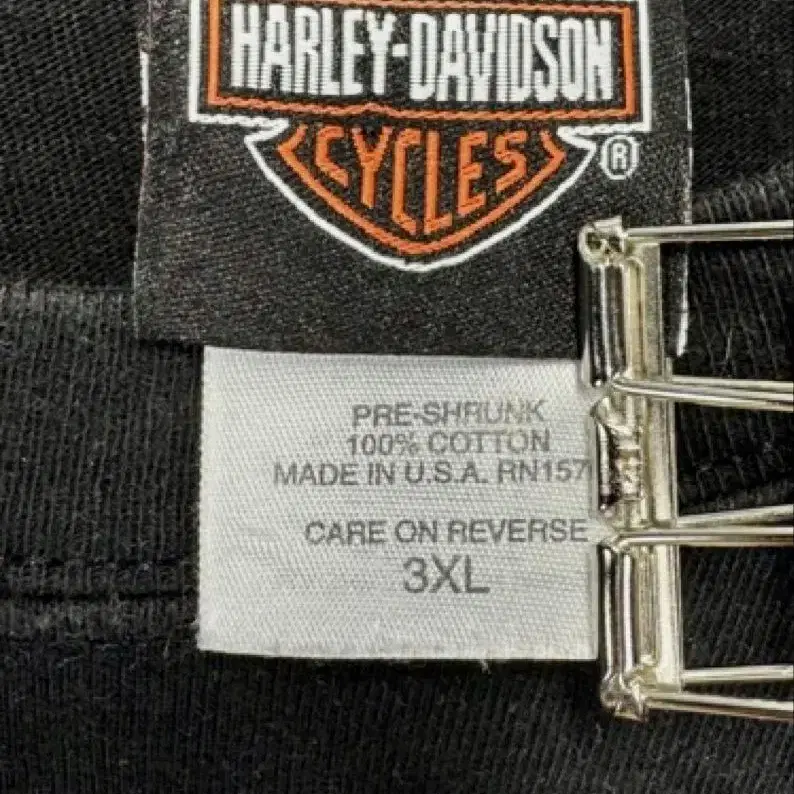 HARLEY-DAVIDSON
CYCLES ®
PRE-SHRUNK
100% COTTON
MADE IN U.S.A. RN157
CARE ON REVERSE
3XL